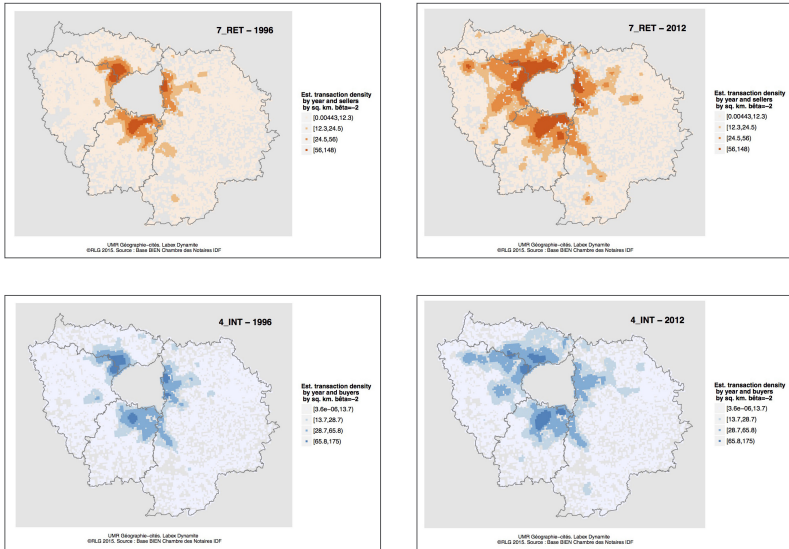 7_RET – 1996
Est. transaction density
by year and sellers
by sq. km. bêta=−2
[0.00443,12.3)
[12.3,24.5)
[24.5,56)
[56,148)
UMR Géographie−cités, Labex Dynamite
©RLG 2015. Source : Base BIEN Chambre des Notaires IDF
7_RET – 2012
Est. transaction density
by year and sellers
by sq. km. bêta=−2
[0.00443,12.3)
[12.3,24.5)
[24.5,56)
[56,148)
UMR Géographie−cités, Labex Dynamite
©RLG 2015. Source : Base BIEN Chambre des Notaires IDF
4_INT – 1996
Est. transaction density
by year and buyers
by sq. km. bêta=−2
[3.6e−06,13.7)
[13.7,28.7)
[28.7,65.8)
[65.8,175)
UMR Géographie−cités, Labex Dynamite
©RLG 2015. Source : Base BIEN Chambre des Notaires IDF
4_INT – 2012
Est. transaction density
by year and buyers
by sq. km. bêta=−2
[3.6e−06,13.7)
[13.7,28.7)
[28.7,65.8)
[65.8,175)
UMR Géographie−cités, Labex Dynamite
©RLG 2015. Source : Base BIEN Chambre des Notaires IDF